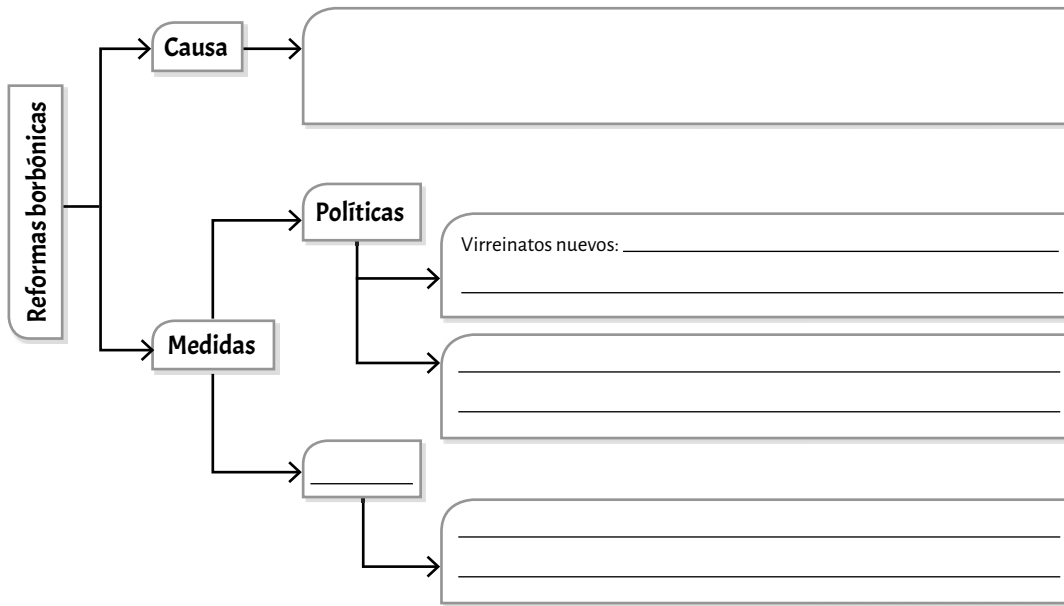 Reformas borbónicas
Causa
Medidas
Políticas
Virreinatos nuevos: